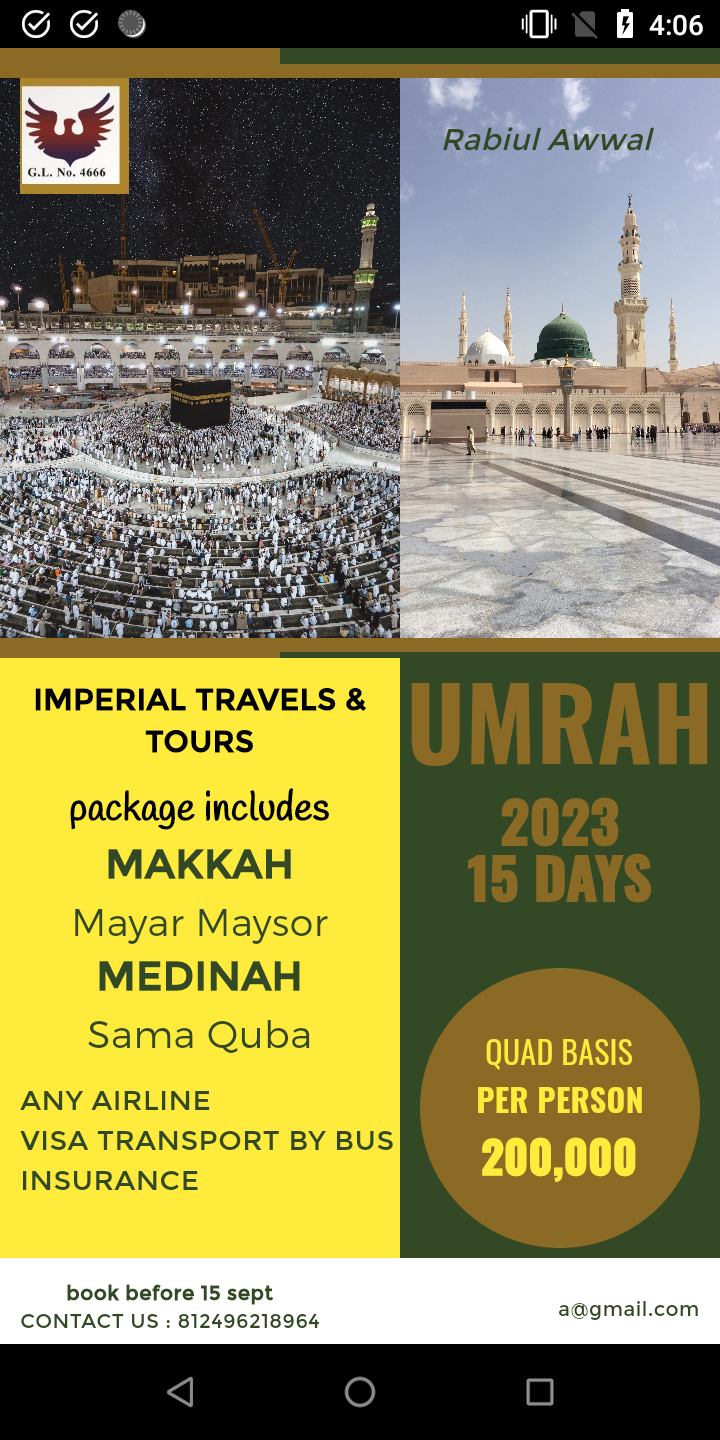 4:06
G.L. No. 4666
Rabiul Awwal
IMPERIAL TRAVELS &
TOURS
package includes
MAKKAH
Mayar Maysor
MEDINAH
Sama Quba
ANY AIRLINE
VISA TRANSPORT BY BUS
INSURANCE
UMRAH
2023
15 DAYS
QUAD BASIS
PER PERSON
200,000
book before 15 sept
CONTACT US : 812496218964
a@gmail.com